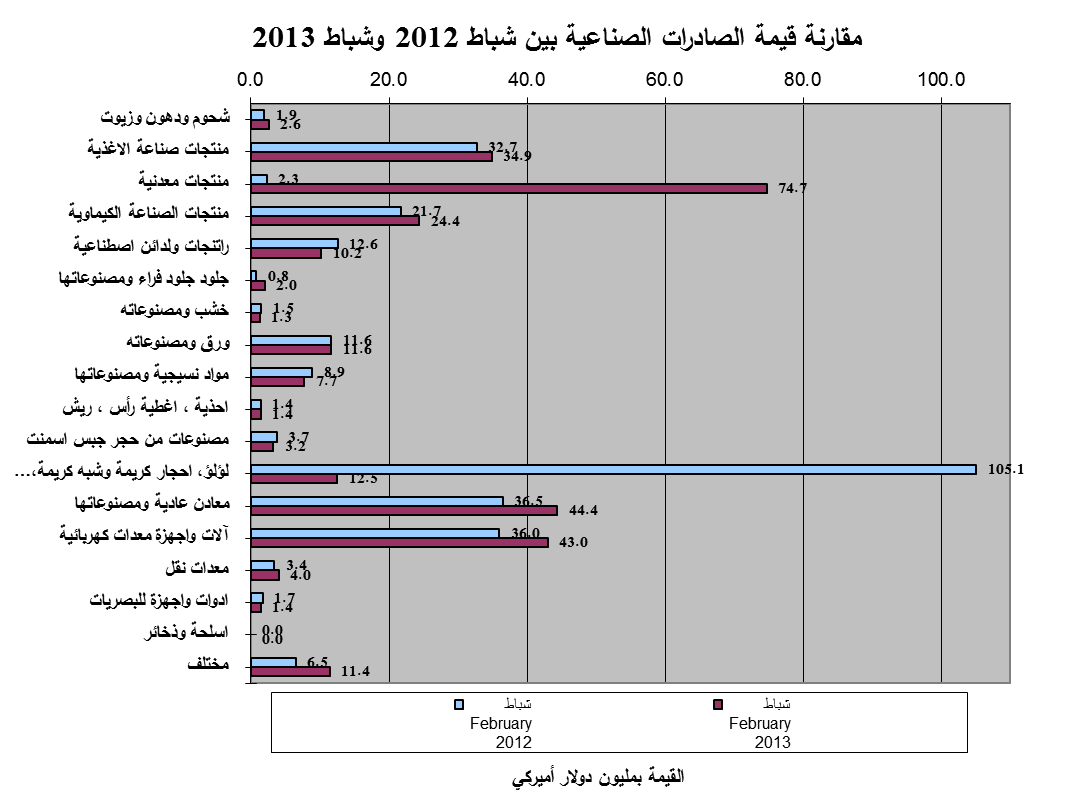 مقارنة قيمة الصادرات الصناعية بين شباط 2012 وشباط 2013
0.0 20.0 40.0 60.0 80.0 100.0
شحوم ودهون وزيوت 1.9 2.6
منتجات صناعة الاغذية 32.7 34.9
منتجات معدنية 2.3 74.7
منتجات الصناعة الكيماوية 21.7 24.4
راتنجات ولدائن اصطناعية 12.6 10.2
جلود جلود فراء ومصنوعاتها 0.8 2.0
خشب ومصنوعاته 1.5 1.3
ورق ومصنوعاته 11.6 11.6
مواد نسيجية ومصنوعاتها 8.9 7.7
احذية ، اغطية رأس ، ريش 1.4 1.4
مصنوعات من حجر جبس اسمنت 3.7 3.2
لؤلؤ، احجار كريمة وشبه كريمة،... 105.1 12.5
معادن عادية ومصنوعاتها 36.5 44.4
آلات واجهزة معدات كهربائية 36.0 43.0
معدات نقل 3.4 4.0
ادوات واجهزة للبصريات 1.7 1.4
اسلحة وذخائر 0.0 0.0
مختلف 6.5 11.4
شباط
February
2012
شباط
February
2013
القيمة بمليون دولار أميركي